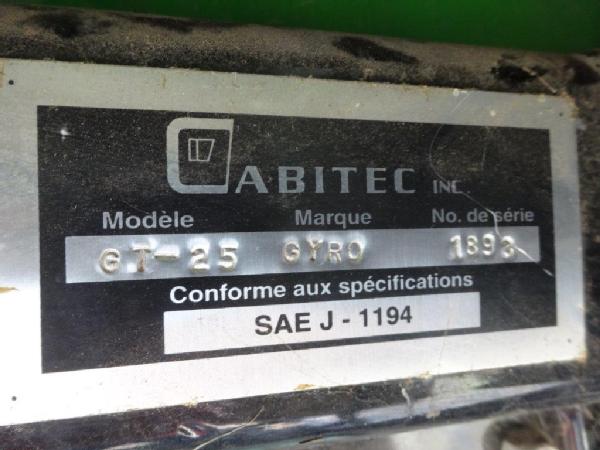 CABITEC INC.
Modèle Marque No. de série
GT-25 GYRO 1893
Conforme aux spécifications
SAE J - 1194